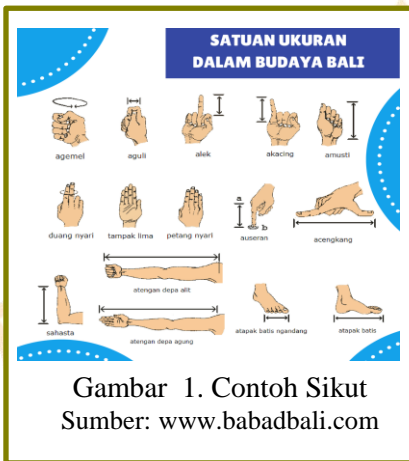 SATUAN UKURAN
DALAM BUDAYA BALI
agemel
aguli
alek
akacing
amusti
duang nyari
tampak lima
petang nyari
a
b
auseran
acengkang
atengan depa alit
sahasta
atengan depa agung
atapak batis ngandang
atapak batis
Gambar 1. Contoh Sikut
Sumber: www.babadbali.com